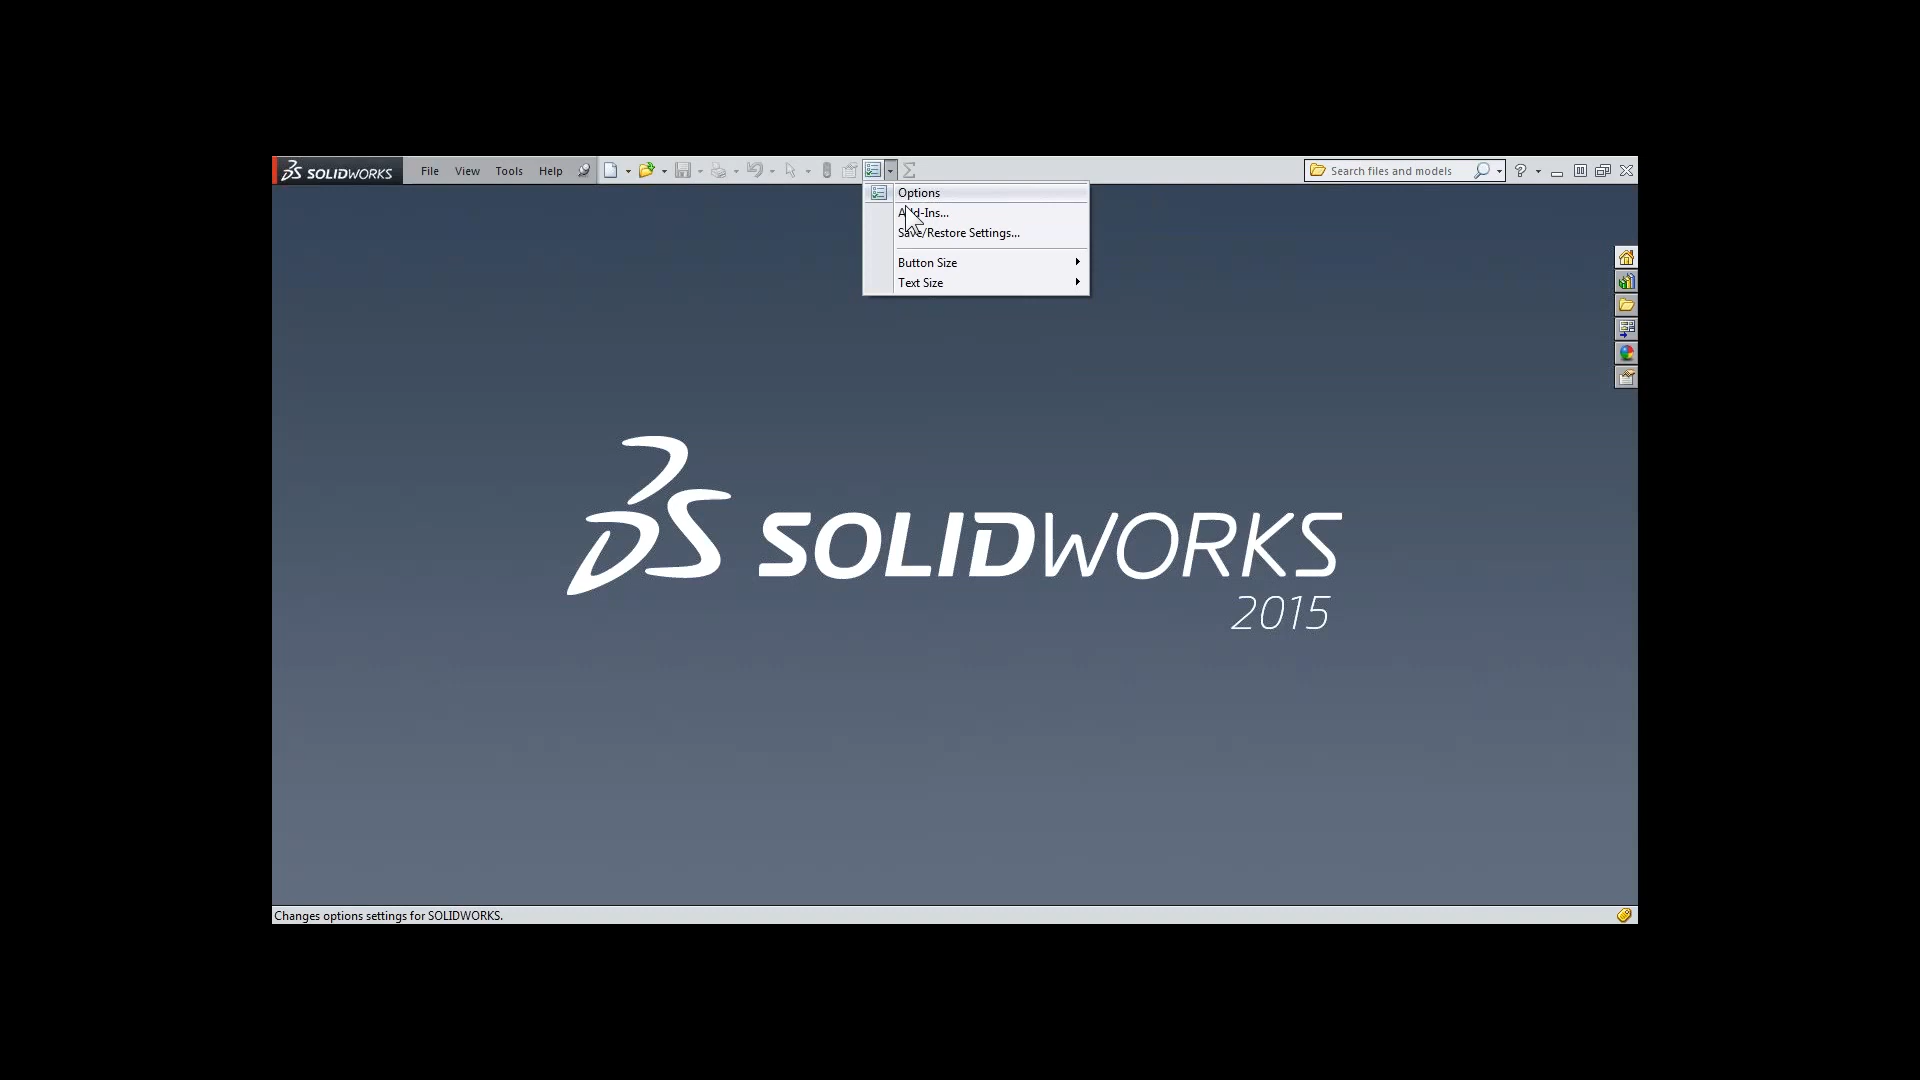 SOLIDWORKS File View Tools Help Search files and models
Options
Add-Ins...
Save/Restore Settings...
Button Size
Text Size
SOLIDWORKS
2015
Changes options settings for SOLIDWORKS.